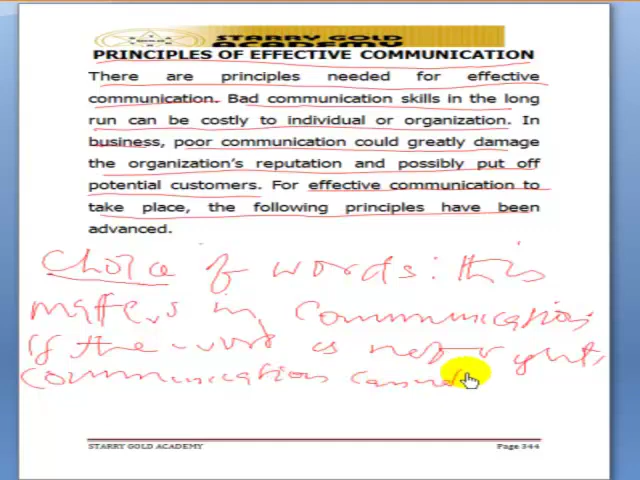 STARRY GOLD
ACADEMY
PRINCIPLES OF EFFECTIVE COMMUNICATION
There are principles needed for effective
communication. Bad communication skills in the long
run can be costly to individual or organization. In
business, poor communication could greatly damage
the organization's reputation and possibly put off
potential customers. For effective communication to
take place, the following principles have been
advanced.
Choice of words: this
matters in communication
if the word is not right,
communication cannot
STARRY GOLD ACADEMY Page 344